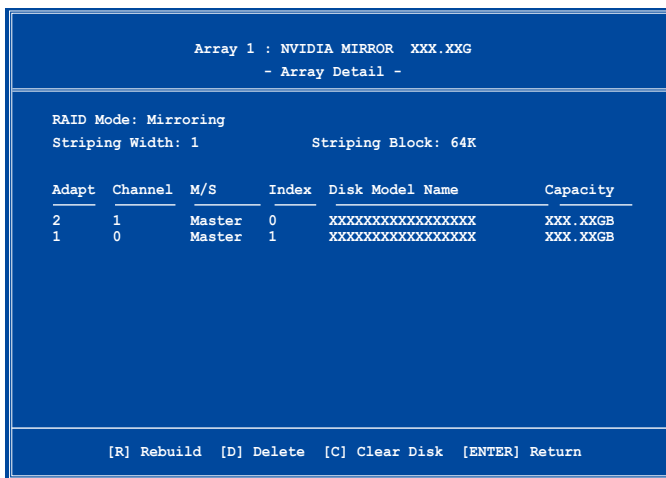 Array 1 : NVIDIA MIRROR XXX.XXG
- Array Detail -
RAID Mode: Mirroring
Striping Width: 1 Striping Block: 64K
Adapt Channel M/S Index Disk Model Name Capacity
2 1 Master 0 XXXXXXXXXXXXXXXXX XXX.XXGB
1 0 Master 1 XXXXXXXXXXXXXXXXX XXX.XXGB
[R] Rebuild [D] Delete [C] Clear Disk [ENTER] Return